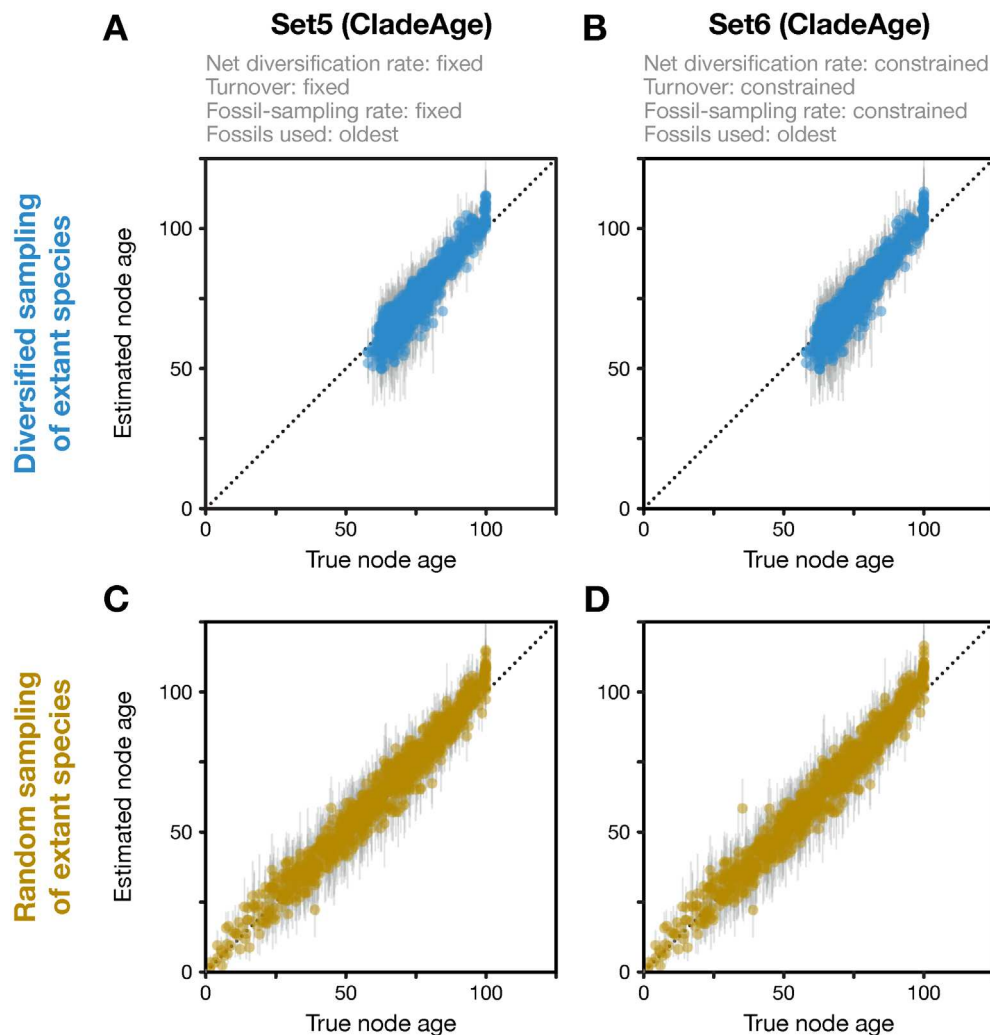 A
Set5 (CladeAge)
Net diversification rate: fixed
Turnover: fixed
Fossil-sampling rate: fixed
Fossils used: oldest
B
Set6 (CladeAge)
Net diversification rate: constrained
Turnover: constrained
Fossil-sampling rate: constrained
Fossils used: oldest
Diversified sampling
of extant species
Estimated node age
100
50
0
0 50 100
True node age
0
0 50 100
True node age
C
D
Random sampling
of extant species
Estimated node age
100
50
0
0 50 100
True node age
100
50
0
0 50 100
True node age